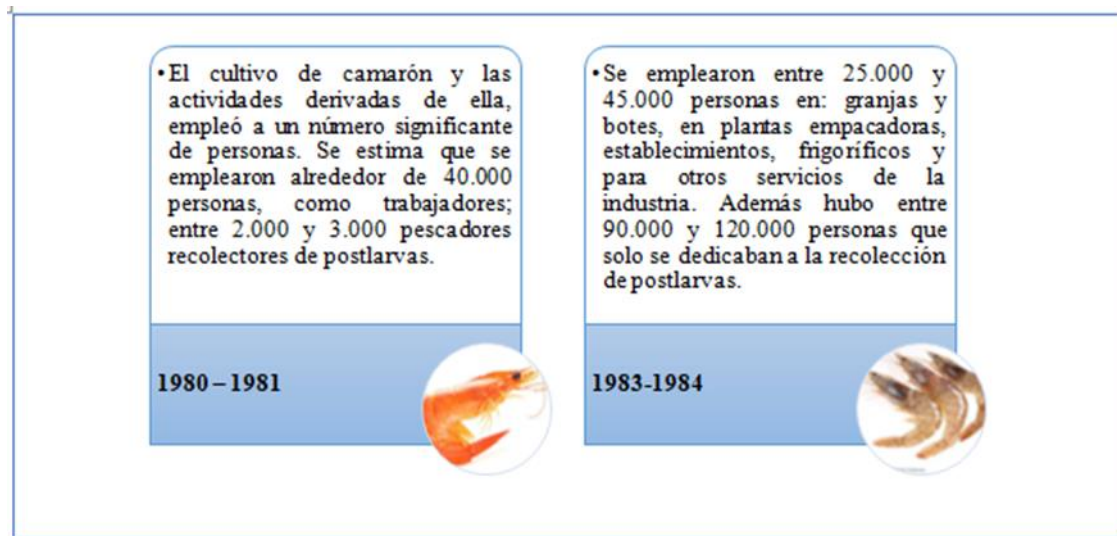 •El cultivo de camarón y las
actividades derivadas de ella,
empleó a un número significante
de personas. Se estima que se
emplearon alrededor de 40.000
personas, como trabajadores;
entre 2.000 y 3.000 pescadores
recolectores de postlarvas.
1980 – 1981
•Se emplearon entre 25.000 y
45.000 personas en: granjas y
botes, en plantas empacadoras,
establecimientos, frigoríficos y
para otros servicios de la
industria. Además hubo entre
90.000 y 120.000 personas que
solo se dedicaban a la recolección
de postlarvas.
1983-1984